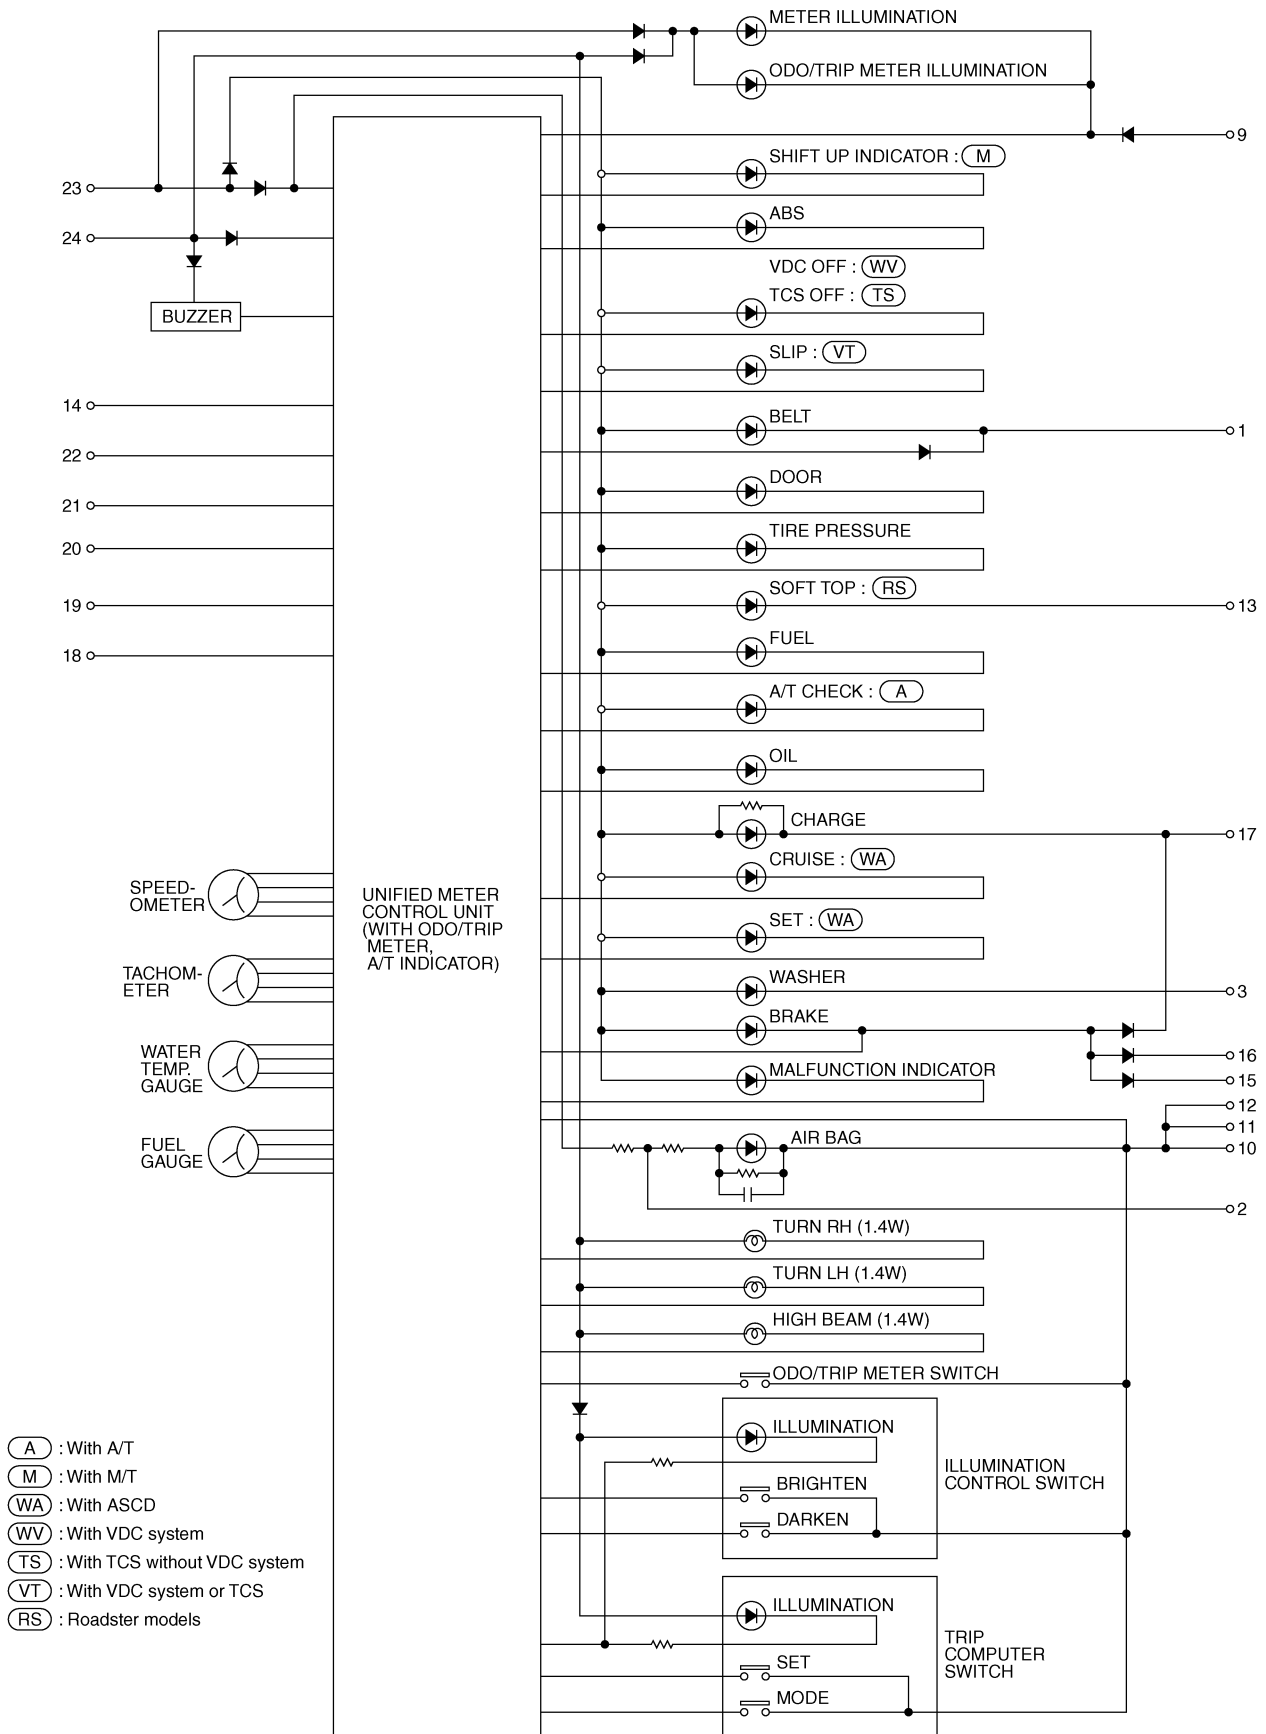 METER ILLUMINATION
ODO/TRIP METER ILLUMINATION
9
SHIFT UP INDICATOR : M
23
ABS
24
VDC OFF : WV
TCS OFF : TS
BUZZER
SLIP : VT
14
BELT
1
22
DOOR
21
TIRE PRESSURE
20
SOFT TOP : RS
19
13
FUEL
18
A/T CHECK : A
OIL
CHARGE
17
CRUISE : WA
SPEED-
OMETER
UNIFIED METER
CONTROL UNIT
(WITH ODO/TRIP
METER,
A/T INDICATOR)
SET : WA
TACHOM-
ETER
WASHER
3
BRAKE
WATER
TEMP.
GAUGE
16
MALFUNCTION INDICATOR
15
12
11
FUEL
GAUGE
AIR BAG
10
2
TURN RH (1.4W)
TURN LH (1.4W)
HIGH BEAM (1.4W)
ODO/TRIP METER SWITCH
ILLUMINATION
BRIGHTEN
DARKEN
ILLUMINATION
CONTROL SWITCH
A : With A/T
M : With M/T
WA : With ASCD
WV : With VDC system
TS : With TCS without VDC system
VT : With VDC system or TCS
RS : Roadster models
ILLUMINATION
SET
MODE
TRIP
COMPUTER
SWITCH